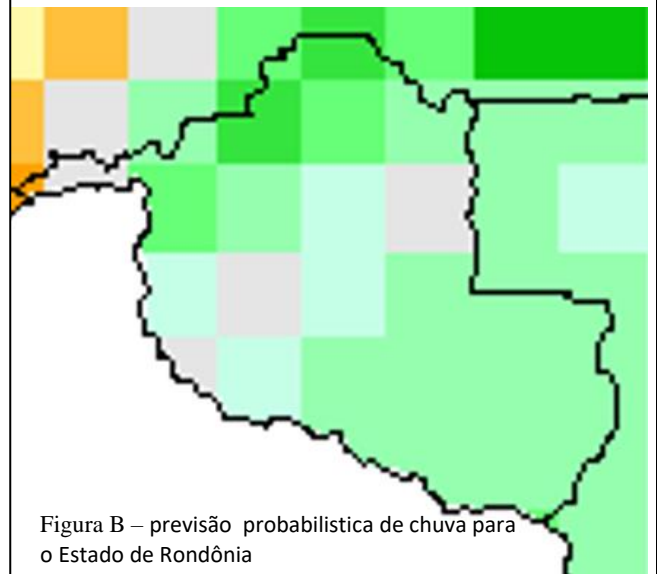 Figura B – previsão probabilistica de chuva para
o Estado de Rondônia